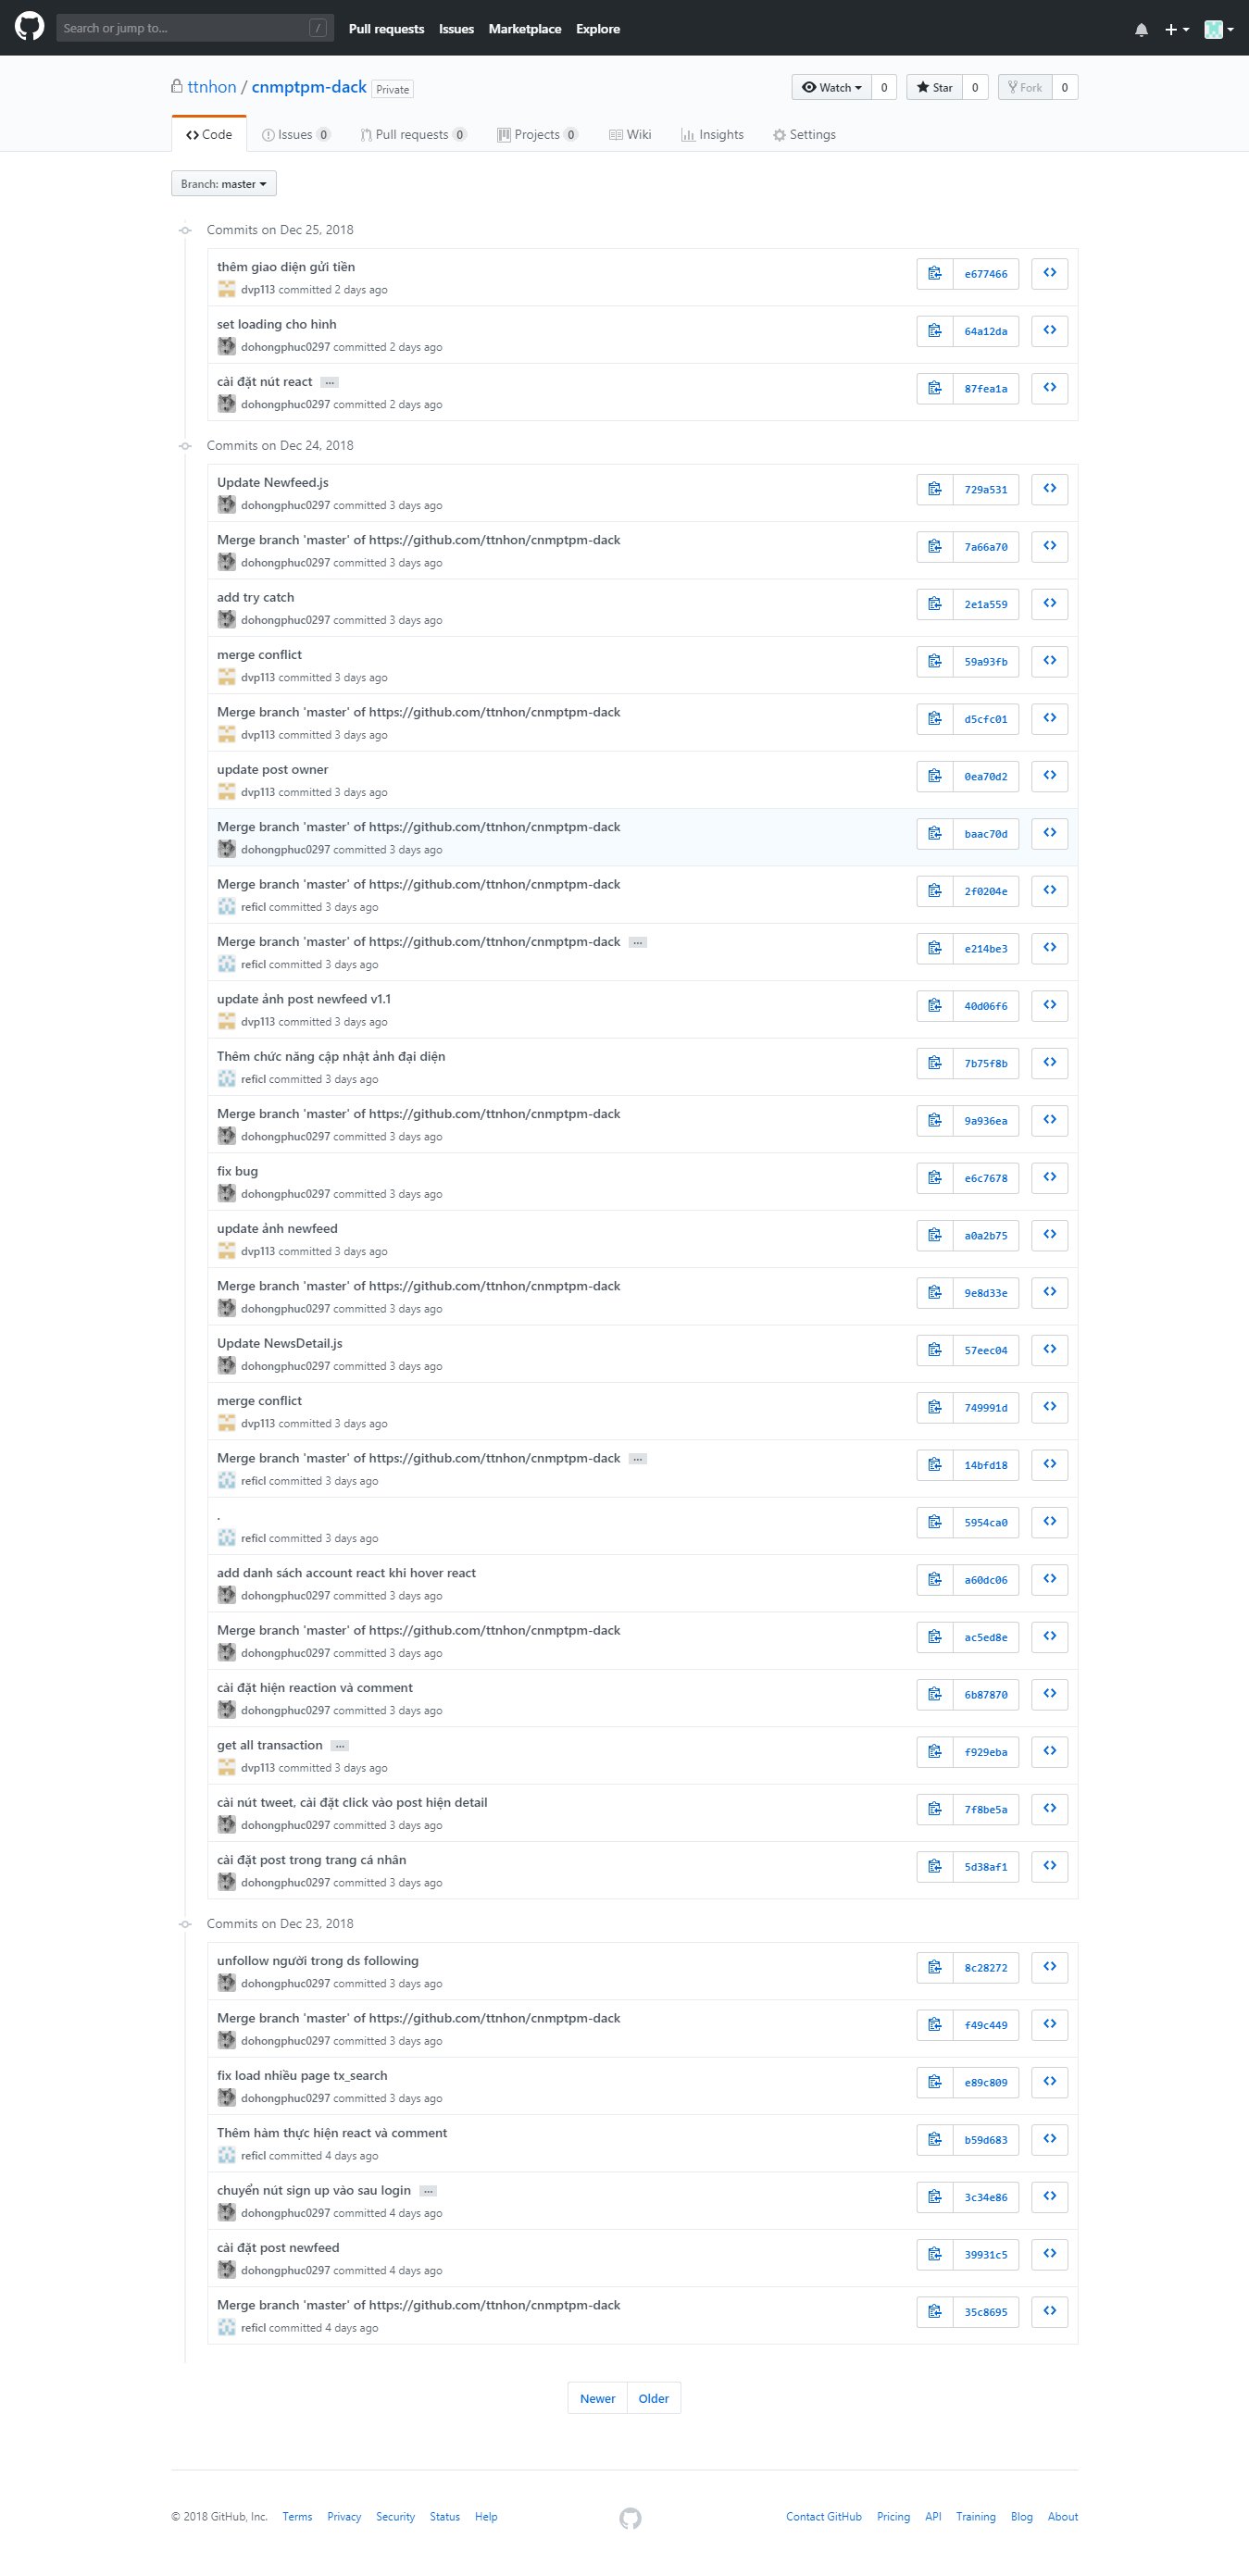 Search or jump to... / Pull requests Issues Marketplace Explore
ttnhon / cnmptpm-dack Private Watch 0 Star 0 Fork 0
Code Issues 0 Pull requests 0 Projects 0 Wiki Insights Settings
Branch: master
Commits on Dec 25, 2018
thêm giao diện gửi tiền
e677466
dvp113 committed 2 days ago
set loading cho hình
64a12da
dohongphuc0297 committed 2 days ago
cài đặt nút react ...
87fea1a
dohongphuc0297 committed 2 days ago
Commits on Dec 24, 2018
Update Newfeed.js
729a531
dohongphuc0297 committed 3 days ago
Merge branch 'master' of https://github.com/ttnhon/cnmptpm-dack
7a66a70
dohongphuc0297 committed 3 days ago
add try catch
2e1a559
dohongphuc0297 committed 3 days ago
merge conflict
59a93fb
dvp113 committed 3 days ago
Merge branch 'master' of https://github.com/ttnhon/cnmptpm-dack
d5cfc01
dvp113 committed 3 days ago
update post owner
0ea70d2
dvp113 committed 3 days ago
Merge branch 'master' of https://github.com/ttnhon/cnmptpm-dack
baac70d
dohongphuc0297 committed 3 days ago
Merge branch 'master' of https://github.com/ttnhon/cnmptpm-dack
2f0204e
reficl committed 3 days ago
Merge branch 'master' of https://github.com/ttnhon/cnmptpm-dack ...
e214be3
reficl committed 3 days ago
update ảnh post newfeed v1.1
40d06f6
dvp113 committed 3 days ago
Thêm chức năng cập nhật ảnh đại diện
7b75f8b
reficl committed 3 days ago
Merge branch 'master' of https://github.com/ttnhon/cnmptpm-dack
9a936ea
dohongphuc0297 committed 3 days ago
fix bug
e6c7678
dohongphuc0297 committed 3 days ago
update ảnh newfeed
a0a2b75
dvp113 committed 3 days ago
Merge branch 'master' of https://github.com/ttnhon/cnmptpm-dack
9e8d33e
dohongphuc0297 committed 3 days ago
Update NewsDetail.js
57eec04
dohongphuc0297 committed 3 days ago
merge conflict
749991d
dvp113 committed 3 days ago
Merge branch 'master' of https://github.com/ttnhon/cnmptpm-dack ...
14bfd18
reficl committed 3 days ago
.
5954ca0
reficl committed 3 days ago
add danh sách account react khi hover react
a60dc06
dohongphuc0297 committed 3 days ago
Merge branch 'master' of https://github.com/ttnhon/cnmptpm-dack
ac5ed8e
dohongphuc0297 committed 3 days ago
cài đặt hiện reaction và comment
6b87870
dohongphuc0297 committed 3 days ago
get all transaction ...
f929eba
dvp113 committed 3 days ago
cài nút tweet, cài đặt click vào post hiện detail
7f8be5a
dohongphuc0297 committed 3 days ago
cài đặt post trong trang cá nhân
5d38af1
dohongphuc0297 committed 3 days ago
Commits on Dec 23, 2018
unfollow người trong ds following
8c28272
dohongphuc0297 committed 3 days ago
Merge branch 'master' of https://github.com/ttnhon/cnmptpm-dack
f49c449
dohongphuc0297 committed 3 days ago
fix load nhiều page tx_search
e89c809
dohongphuc0297 committed 3 days ago
Thêm hàm thực hiện react và comment
b59d683
reficl committed 4 days ago
chuyển nút sign up vào sau login ...
3c34e86
dohongphuc0297 committed 4 days ago
cài đặt post newfeed
39931c5
dohongphuc0297 committed 4 days ago
Merge branch 'master' of https://github.com/ttnhon/cnmptpm-dack
35c8695
reficl committed 4 days ago
Newer Older
© 2018 GitHub, Inc. Terms Privacy Security Status Help Contact GitHub Pricing API Training Blog About